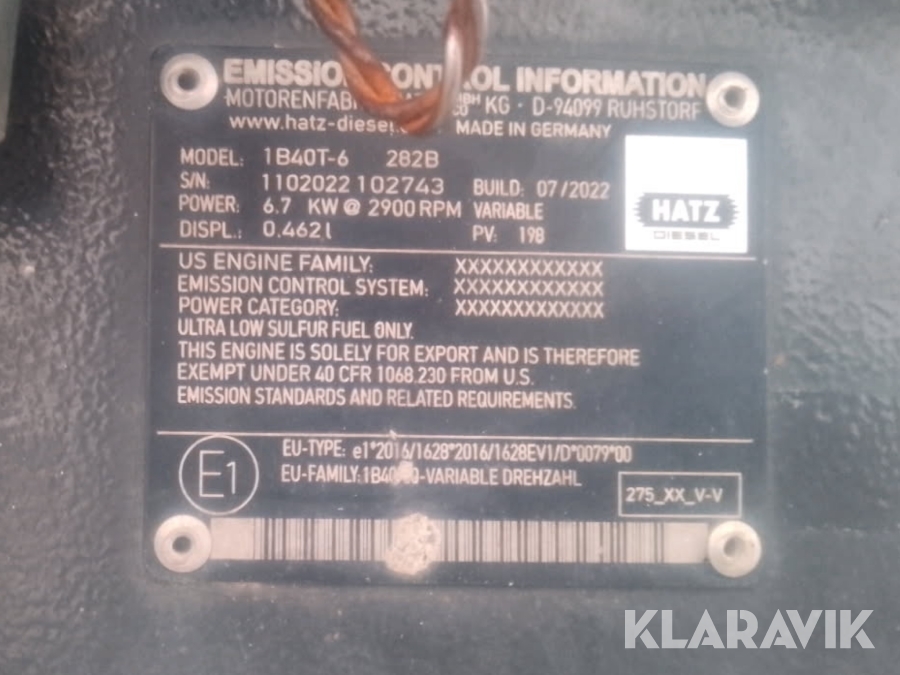 EMISSION CONTROL INFORMATION
KG · D-94099 RUHSTORF
www.hatz-diesel. MADE IN GERMANY
MODEL: 1B40T-6 282B
S/N: 1102022102743 BUILD: 07/2022
POWER: 6.7 KW @ 2900 RPM VARIABLE
DISPL.: 0.462 l PV: 198
HATZ
DIESEL
US ENGINE FAMILY: XXXXXXXXXXXX
EMISSION CONTROL SYSTEM: XXXXXXXXXXXX
POWER CATEGORY: XXXXXXXXXXXX
ULTRA LOW SULFUR FUEL ONLY.
THIS ENGINE IS SOLELY FOR EXPORT AND IS THEREFORE
EXEMPT UNDER 40 CFR 1068.230 FROM U.S.
EMISSION STANDARDS AND RELATED REQUIREMENTS.
E1
EU-TYPE: e1*2016/1628*2016/1628EV1/D*0079*00
EU-FAMILY: -VARIABLE DREHZAHL
275_XX_V-V
KLARAVIK